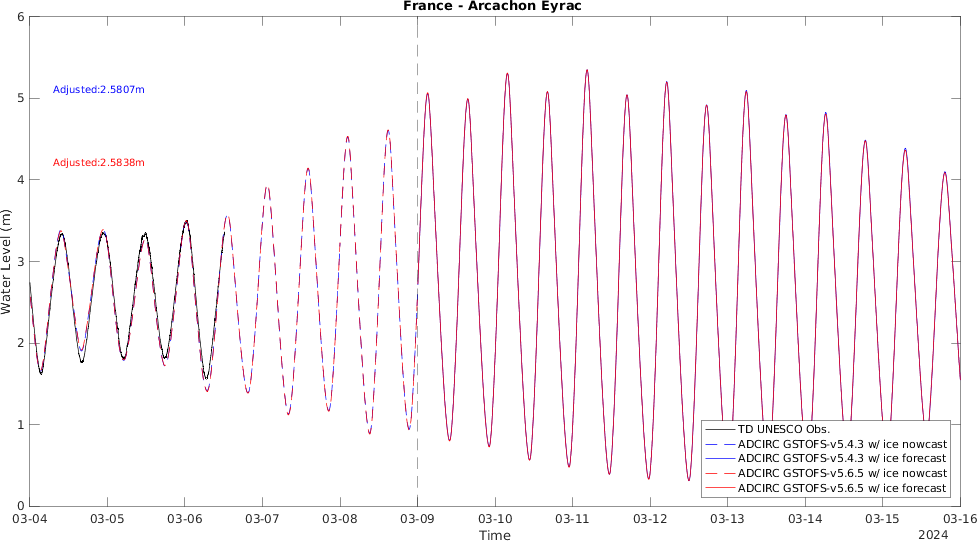 France - Arcachon Eyrac
6
5
4
3
2
1
0
Water Level (m)
Adjusted:2.5807m
Adjusted:2.5838m
TD UNESCO Obs.
ADCIRC GSTOFS-v5.4.3 w/ ice nowcast
ADCIRC GSTOFS-v5.4.3 w/ ice forecast
ADCIRC GSTOFS-v5.6.5 w/ ice nowcast
ADCIRC GSTOFS-v5.6.5 w/ ice forecast
03-04 03-05 03-06 03-07 03-08 03-09 03-10 03-11 03-12 03-13 03-14 03-15 03-16
Time
2024